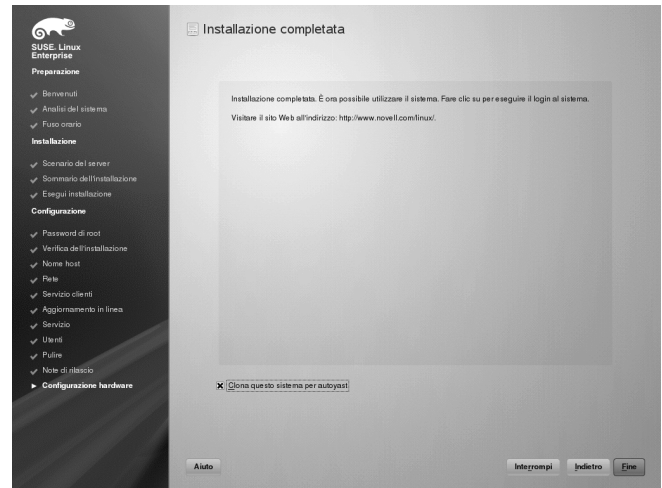 SUSE. Linux
Enterprise
Preparazione
Benvenuti
Analisi del sistema
Fuso orario
Installazione
Scenario del server
Sommario dell'installazione
Esegui installazione
Configurazione
Password di root
Verifica dell'installazione
Nome host
Rete
Servizio clienti
Aggiornamento in linea
Servizio
Utenti
Pulire
Note di rilascio
Configurazione hardware
Installazione completata
Installazione completata. È ora possibile utilizzare il sistema. Fare clic su per eseguire il login al sistema.
Visitare il sito Web all'indirizzo: http://www.novell.com/linux/.
Clona questo sistema per autoyast
Aiuto
Interrompi
Indietro
Fine